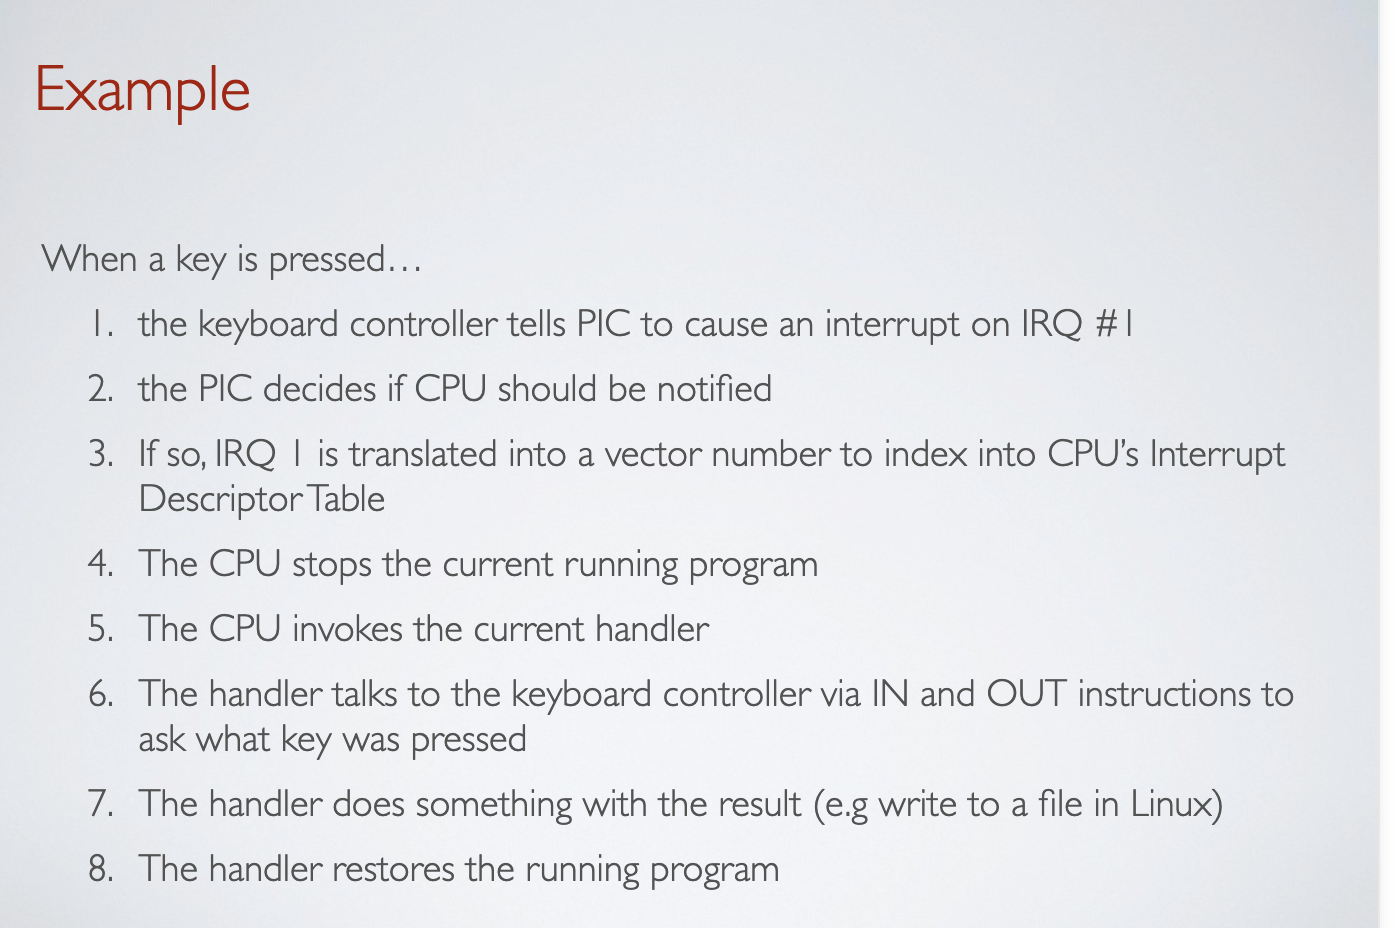 Example
When a key is pressed…
1. the keyboard controller tells PIC to cause an interrupt on IRQ #1
2. the PIC decides if CPU should be notified
3. If so, IRQ 1 is translated into a vector number to index into CPU’s Interrupt
Descriptor Table
4. The CPU stops the current running program
5. The CPU invokes the current handler
6. The handler talks to the keyboard controller via IN and OUT instructions to
ask what key was pressed
7. The handler does something with the result (e.g write to a file in Linux)
8. The handler restores the running program